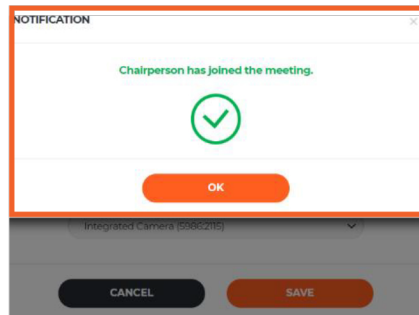 NOTIFICATION
Chairperson has joined the meeting.
OK
Integrated Camera (5986:2115)
CANCEL
SAVE